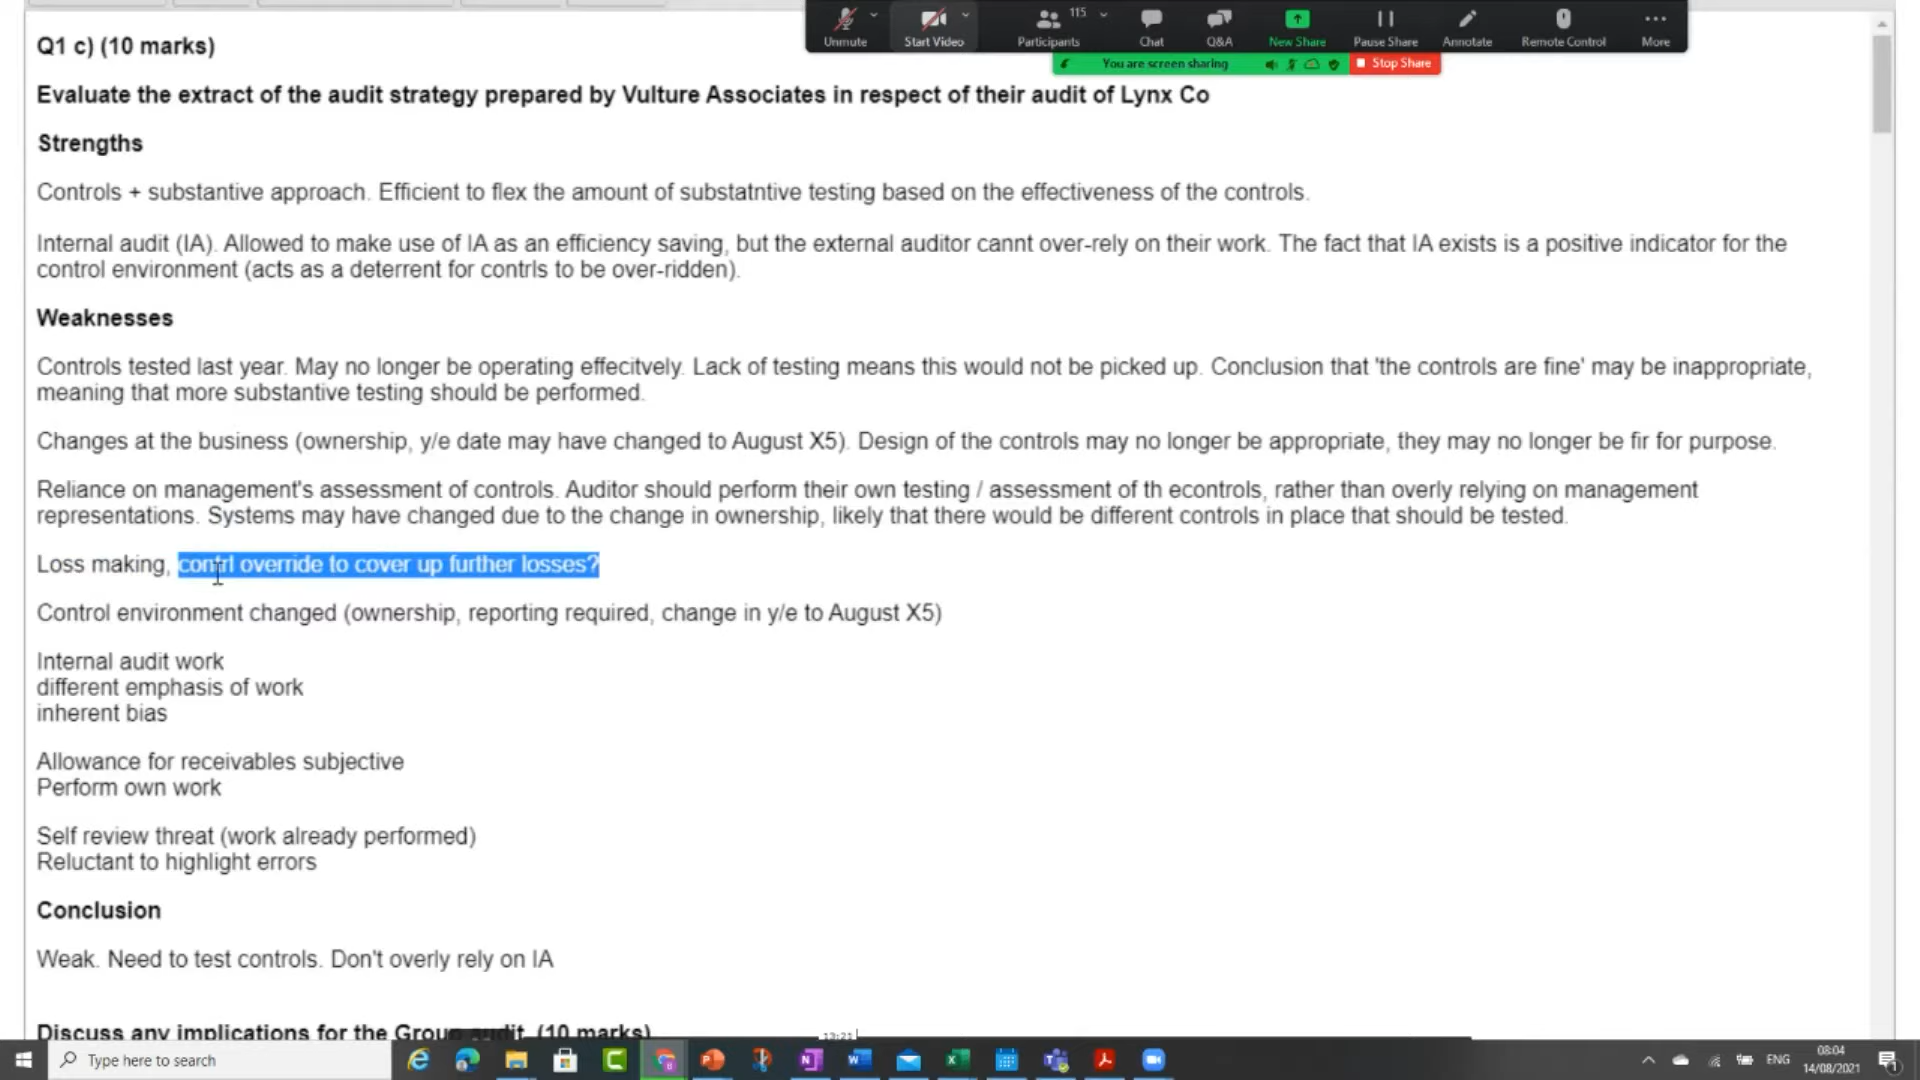 Unmute
Start Video
Participants
115
Chat
Q&A
New Share
Pause Share
Annotate
Remote Control
More
You are screen sharing
Stop Share
Q1 c) (10 marks)
Evaluate the extract of the audit strategy prepared by Vulture Associates in respect of their audit of Lynx Co
Strengths
Controls + substantive approach. Efficient to flex the amount of substatntive testing based on the effectiveness of the controls.
Internal audit (IA). Allowed to make use of IA as an efficiency saving, but the external auditor cannt over-rely on their work. The fact that IA exists is a positive indicator for the
control environment (acts as a deterrent for contrls to be over-ridden).
Weaknesses
Controls tested last year. May no longer be operating effecitvely. Lack of testing means this would not be picked up. Conclusion that 'the controls are fine' may be inappropriate,
meaning that more substantive testing should be performed.
Changes at the business (ownership, y/e date may have changed to August X5). Design of the controls may no longer be appropriate, they may no longer be fir for purpose.
Reliance on management's assessment of controls. Auditor should perform their own testing / assessment of th econtrols, rather than overly relying on management
representations. Systems may have changed due to the change in ownership, likely that there would be different controls in place that should be tested.
Loss making, contrl override to cover up further losses?
Control environment changed (ownership, reporting required, change in y/e to August X5)
Internal audit work
different emphasis of work
inherent bias
Allowance for receivables subjective
Perform own work
Self review threat (work already performed)
Reluctant to highlight errors
Conclusion
Weak. Need to test controls. Don't overly rely on IA
Discuss any implications for the Group audit (10 marks)
Type here to search
ENG
08:04
14/08/2021